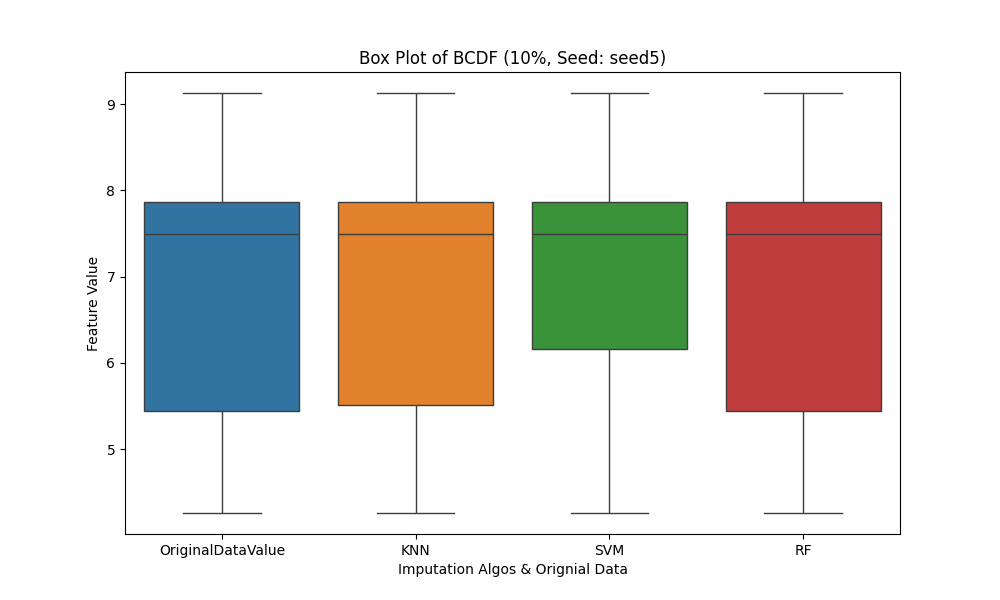 Box Plot of BCDF (10%, Seed: seed5)
Feature Value
9
8
7
6
5
OriginalDataValue KNN SVM RF
Imputation Algos & Orignial Data